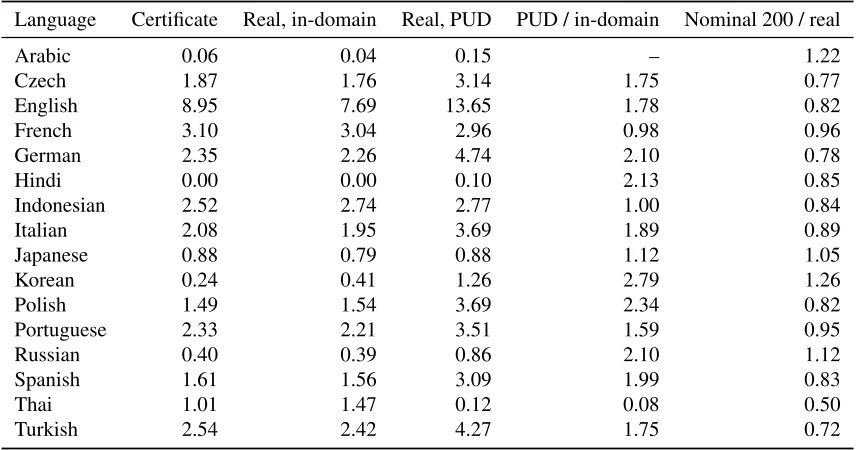 Language Certificate Real, in-domain Real, PUD PUD / in-domain Nominal 200 / real
Arabic 0.06 0.04 0.15 – 1.22
Czech 1.87 1.76 3.14 1.75 0.77
English 8.95 7.69 13.65 1.78 0.82
French 3.10 3.04 2.96 0.98 0.96
German 2.35 2.26 4.74 2.10 0.78
Hindi 0.00 0.00 0.10 2.13 0.85
Indonesian 2.52 2.74 2.77 1.00 0.84
Italian 2.08 1.95 3.69 1.89 0.89
Japanese 0.88 0.79 0.88 1.12 1.05
Korean 0.24 0.41 1.26 2.79 1.26
Polish 1.49 1.54 3.69 2.34 0.82
Portuguese 2.33 2.21 3.51 1.59 0.95
Russian 0.40 0.39 0.86 2.10 1.12
Spanish 1.61 1.56 3.09 1.99 0.83
Thai 1.01 1.47 0.12 0.08 0.50
Turkish 2.54 2.42 4.27 1.75 0.72